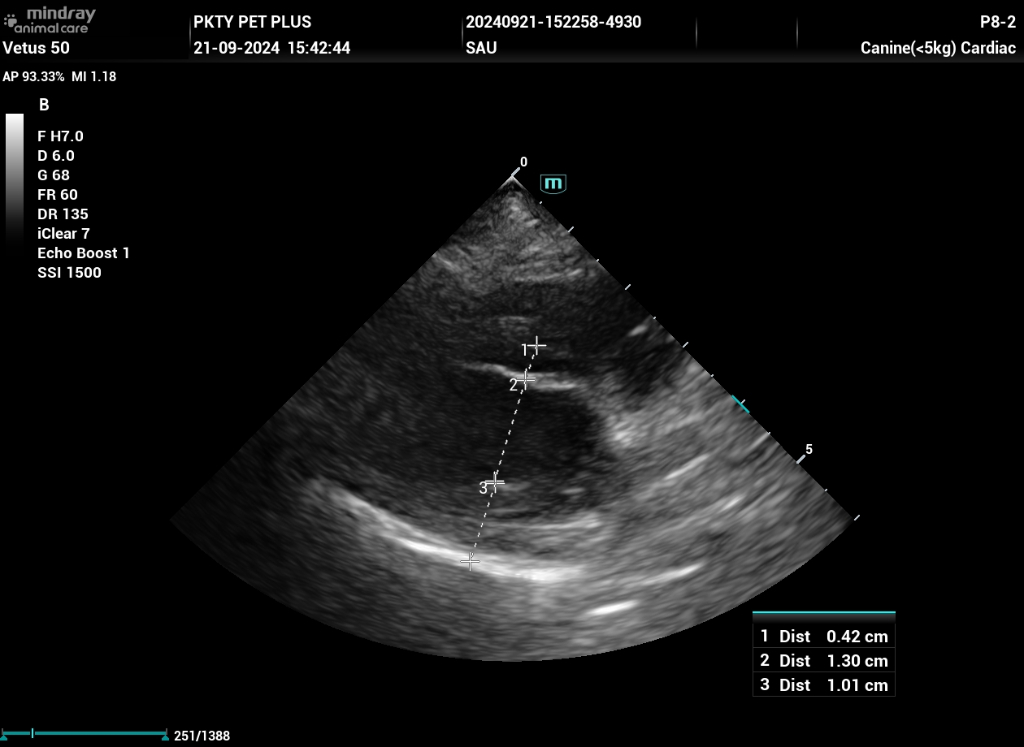 mindray
animalcare
Vetus 50
PKTY PET PLUS
21-09-2024 15:42:44
20240921-152258-4930
SAU
P8-2
Canine(<5kg) Cardiac
AP 93.33% MI 1.18
B
F H7.0
D 6.0
G 68
FR 60
DR 135
iClear 7
Echo Boost 1
SSI 1500
0
m
1
2
3
5
1 Dist 0.42 cm
2 Dist 1.30 cm
3 Dist 1.01 cm
251/1388